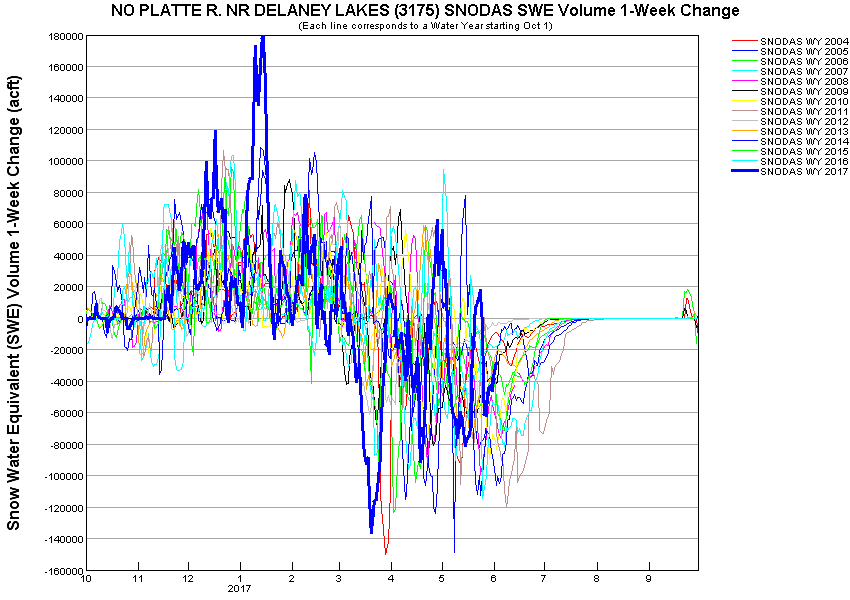 NO PLATTE R. NR DELANEY LAKES (3175) SNODAS SWE Volume 1-Week Change
(Each line corresponds to a Water Year starting Oct 1)
Snow Water Equivalent (SWE) Volume 1-Week Change (acft)
180000
160000
140000
120000
100000
80000
60000
40000
20000
0
-20000
-40000
-60000
-80000
-100000
-120000
-140000
-160000
10 11 12 1 2 3 4 5 6 7 8 9
2017
SNODAS WY 2004
SNODAS WY 2005
SNODAS WY 2006
SNODAS WY 2007
SNODAS WY 2008
SNODAS WY 2009
SNODAS WY 2010
SNODAS WY 2011
SNODAS WY 2012
SNODAS WY 2013
SNODAS WY 2014
SNODAS WY 2015
SNODAS WY 2016
SNODAS WY 2017